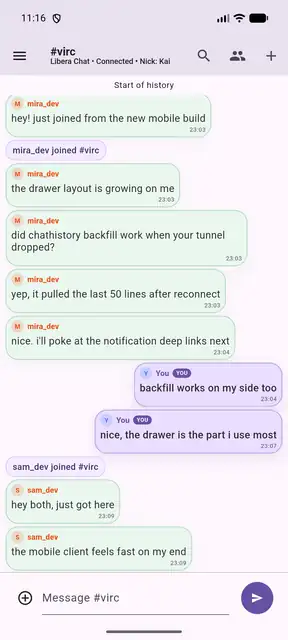 11:16
#virc
Libera Chat • Connected • Nick: Kai
Start of history
M mira_dev
hey! just joined from the new mobile build
23:03
mira_dev joined #virc
M mira_dev
the drawer layout is growing on me
23:03
M mira_dev
did chathistory backfill work when your tunnel
dropped?
23:03
M mira_dev
yep, it pulled the last 50 lines after reconnect
23:03
M mira_dev
nice. i'll poke at the notification deep links next
23:04
Y You YOU
backfill works on my side too
23:04
Y You YOU
nice, the drawer is the part i use most
23:07
sam_dev joined #virc
S sam_dev
hey both, just got here
23:09
S sam_dev
the mobile client feels fast on my end
23:09
Message #virc